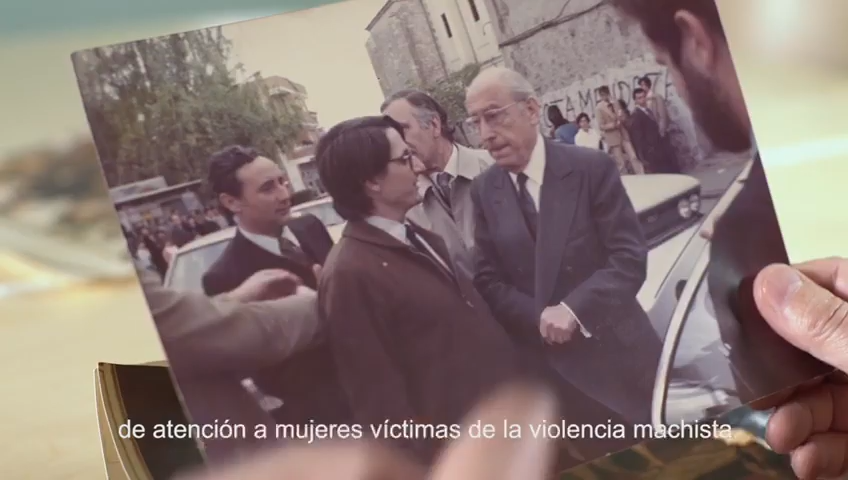 de atención a mujeres víctimas de la violencia machista